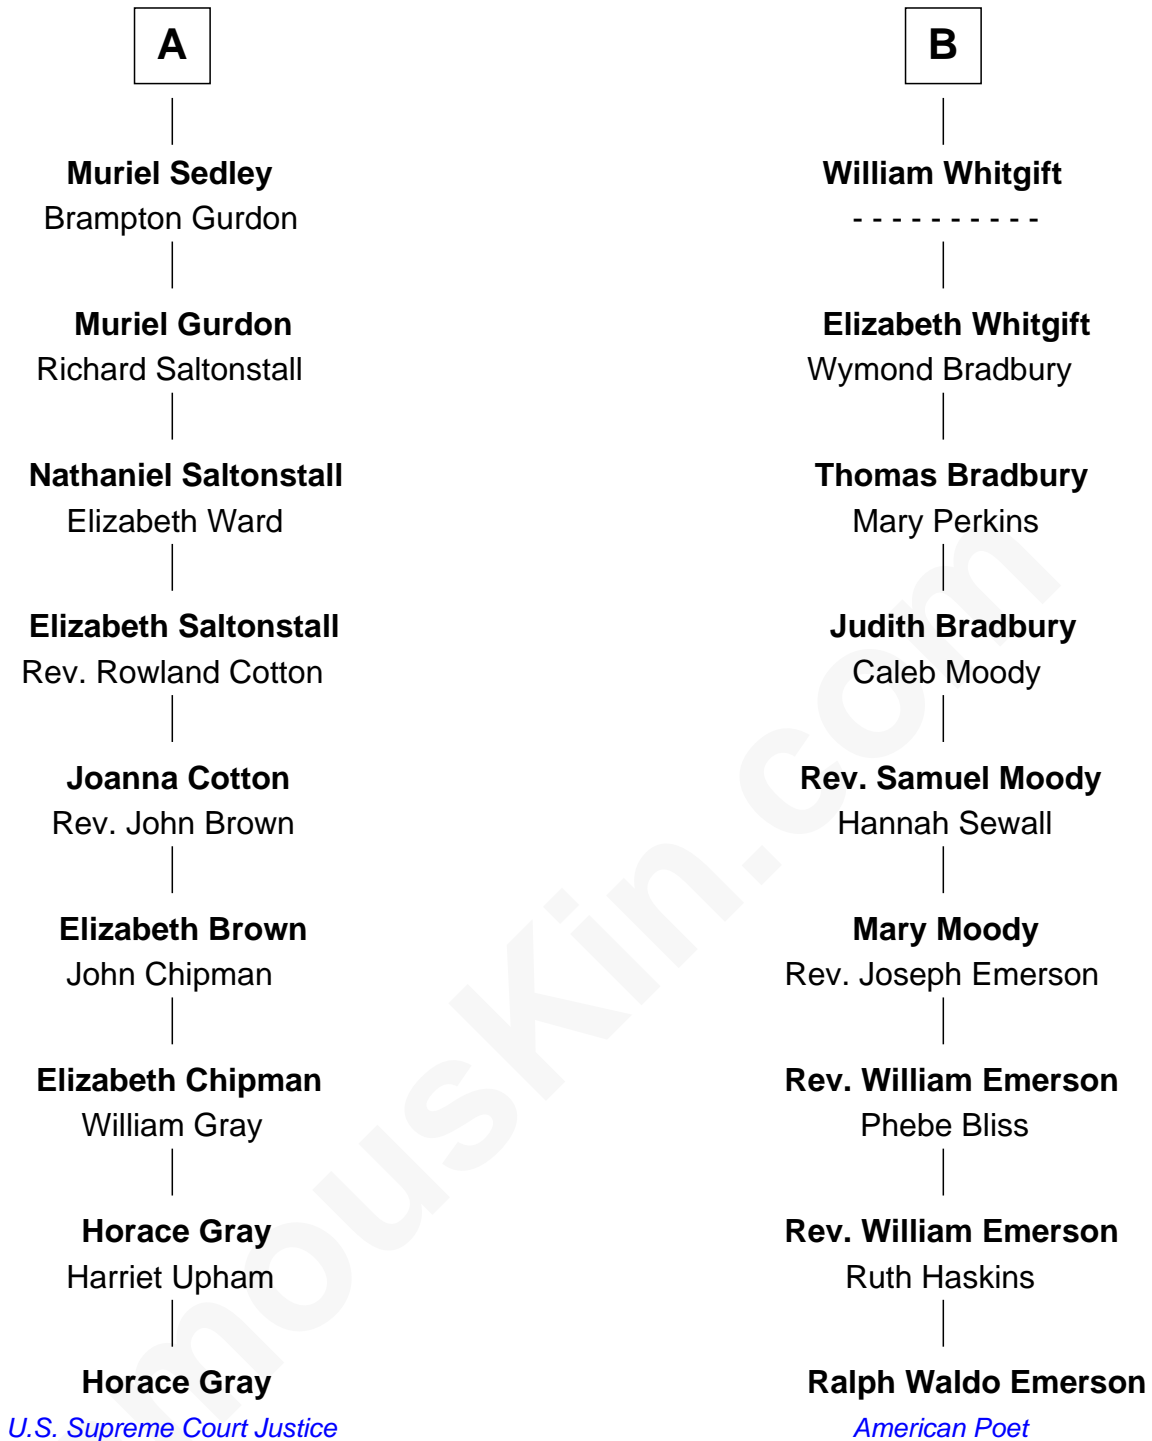 A
Muriel Sedley
Brampton Gurdon
Muriel Gurdon
Richard Saltonstall
Nathaniel Saltonstall
Elizabeth Ward
Elizabeth Saltonstall
Rev. Rowland Cotton
Joanna Cotton
Rev. John Brown
Elizabeth Brown
John Chipman
Elizabeth Chipman
William Gray
Horace Gray
Harriet Upham
Horace Gray
U.S. Supreme Court Justice
B
William Whitgift
- - - - - - - - - -
Elizabeth Whitgift
Wymond Bradbury
Thomas Bradbury
Mary Perkins
Judith Bradbury
Caleb Moody
Rev. Samuel Moody
Hannah Sewall
Mary Moody
Rev. Joseph Emerson
Rev. William Emerson
Phebe Bliss
Rev. William Emerson
Ruth Haskins
Ralph Waldo Emerson
American Poet
mousKin.com